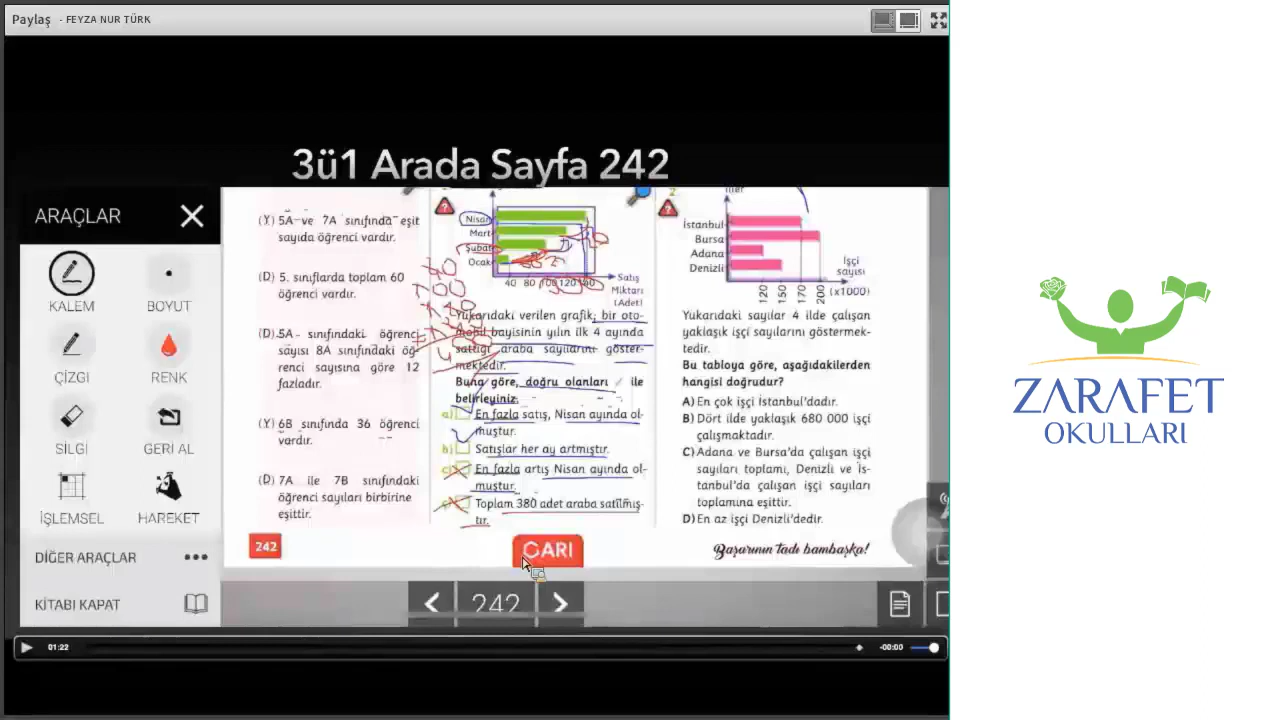 Paylaş - FEYZA NUR TÜRK
3ü1 Arada Sayfa 242
ARAÇLAR
KALEM
BOYUT
ÇİZGİ
RENK
SİLGİ
GERİ AL
İŞLEMSEL
HAREKET
DİĞER ARAÇLAR
KİTABI KAPAT
(Y) 5A ve 7A sınıfında eşit
sayıda öğrenci vardır.
(D) 5. sınıflarda toplam 60
öğrenci vardır.
(D) 5A sınıfındaki öğrenci
sayısı 8A sınıfındaki öğ-
renci sayısına göre 12
fazladır.
(Y) 6B sınıfında 36 öğrenci
vardır.
(D) 7A ile 7B sınıfındaki
öğrenci sayıları birbirine
eşittir.
242
Nisan
Mart
Şubat
Ocak
40 80 100 120 140
Satış
Miktarı
(Adet)
Yukarıdaki verilen grafik, bir oto-
mobil bayisinin yılın ilk 4 ayında
sattığı araba sayılarını göster-
mektedir.
Buna göre, doğru olanları ✓ ile
belirleyiniz.
a) En fazla satış, Nisan ayında ol-
muştur.
b) Satışlar her ay artmıştır.
c) En fazla artış Nisan ayında ol-
muştur.
Toplam 380 adet araba satılmış-
tır.
İstanbul
Bursa
Adana
Denizli
İşçi
sayısı
(x1000)
120
150
170
200
Yukarıdaki sayılar 4 ilde çalışan
yaklaşık işçi sayılarını göstermek-
tedir.
Bu tabloya göre, aşağıdakilerden
hangisi doğrudur?
A) En çok işçi İstanbul'dadır.
B) Dört ilde yaklaşık 680 000 işçi
çalışmaktadır.
C) Adana ve Bursa'da çalışan işçi
sayıları toplamı, Denizli ve İs-
tanbul'da çalışan işçi sayıları
toplamına eşittir.
D) En az işçi Denizli'dedir.
Başarının tadı bambaşka!
242
01:22
-00:00
ZARAFET
OKULLARI